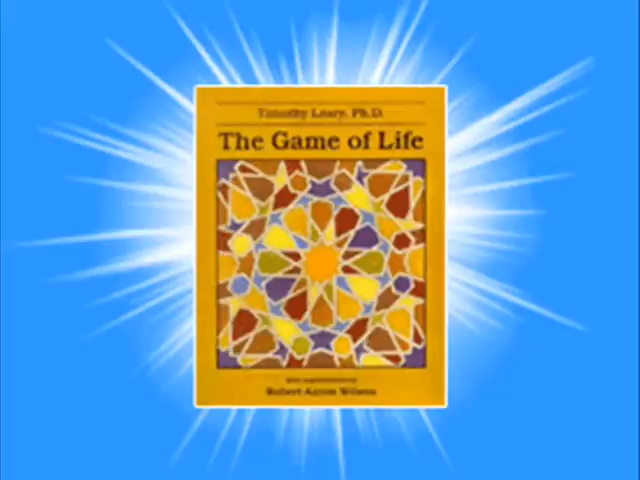 Timothy Leary, Ph.D.
The Game of Life
Robert Anton Wilson